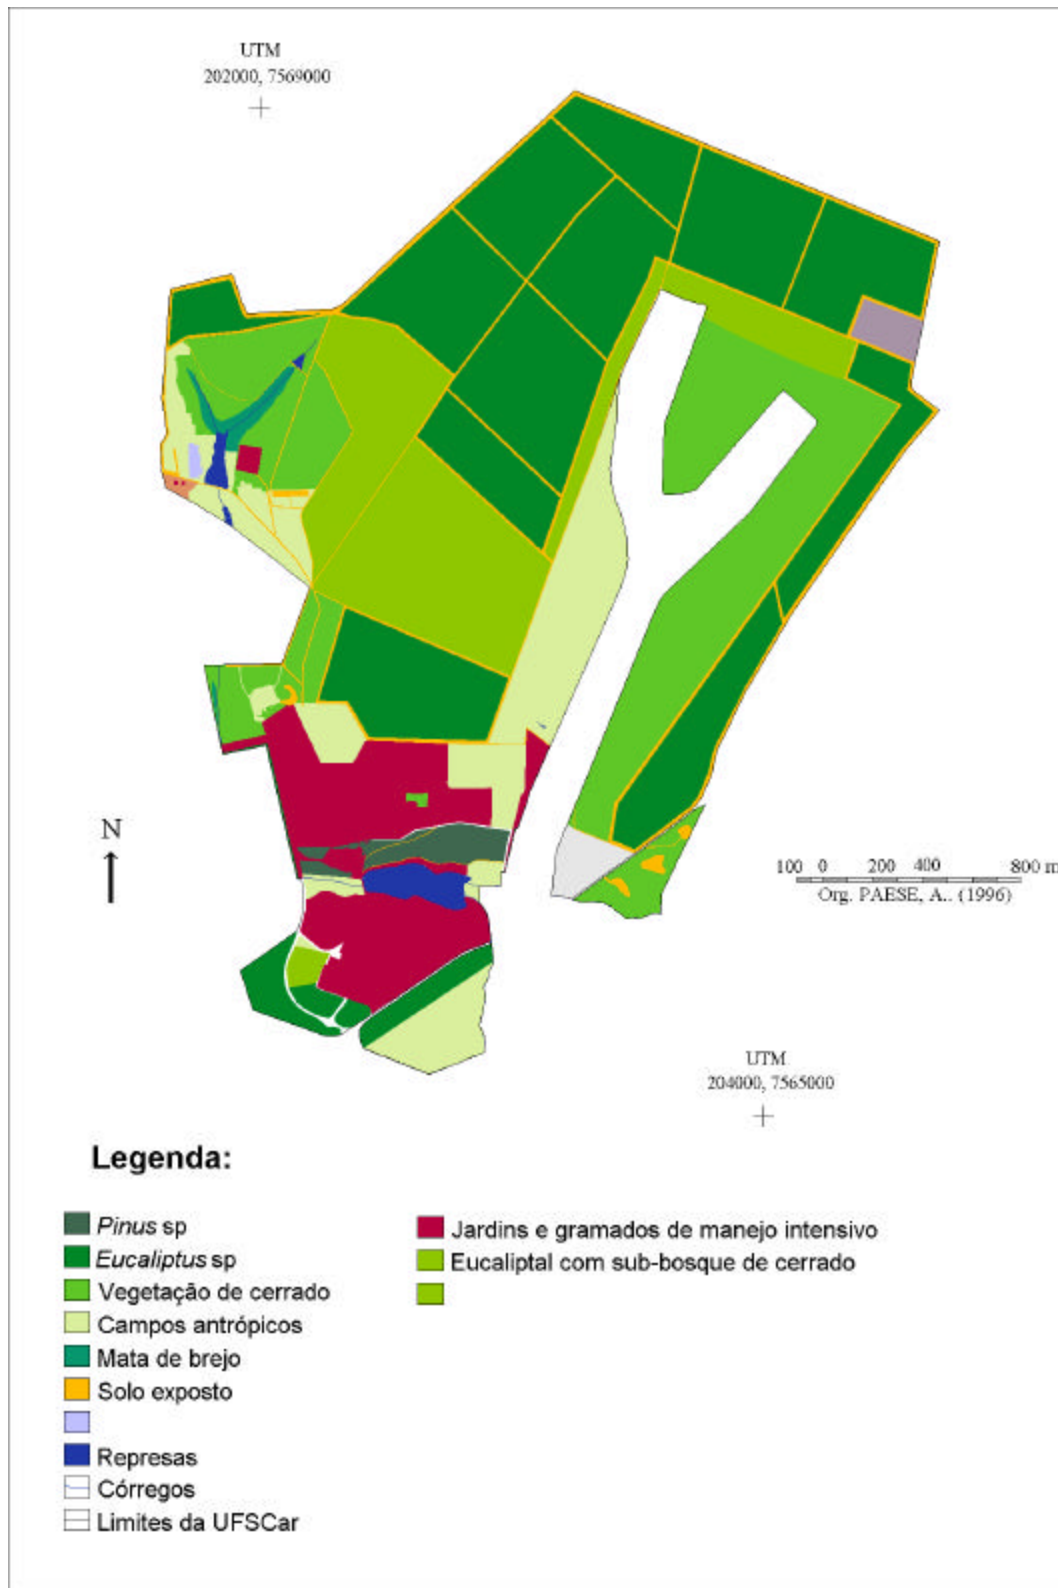 UTM
202000, 7569000
N
100 0 200 400 800 m
Org. PAESE, A.. (1996)
UTM
204000, 7565000
Legenda:
Pinus sp
Eucaliptus sp
Vegetação de cerrado
Campos antrópicos
Mata de brejo
Solo exposto
Represas
Córregos
Limites da UFSCar
Jardins e gramados de manejo intensivo
Eucaliptal com sub-bosque de cerrado